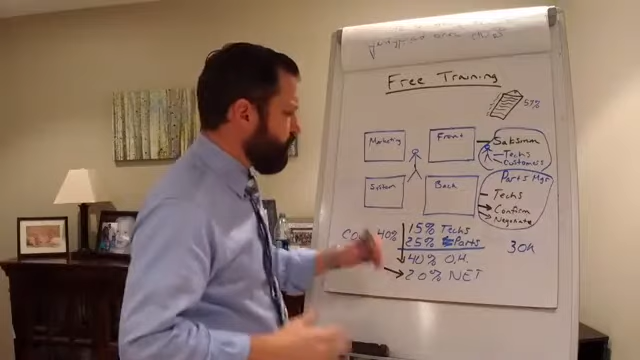 Free Training
57%
Marketing
Front
Salesman
Techs
Customers
System
Back
Parts Mgr
Techs
Confirm
Negotiate
40%
15% Techs
25% Parts
40% O.H.
20% NET
30K